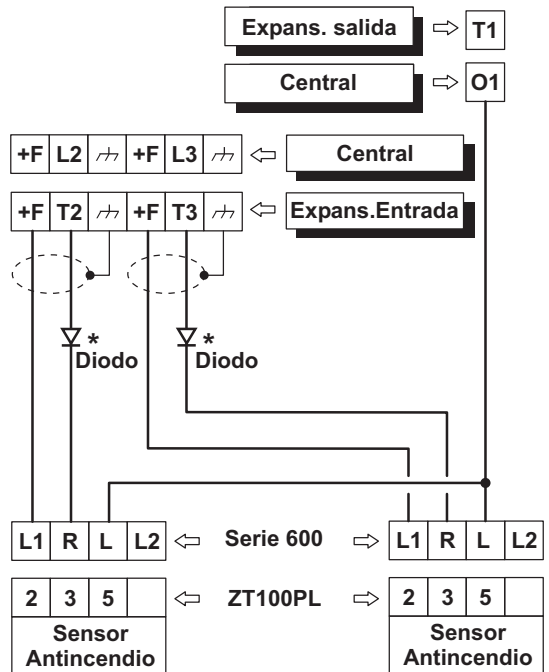 Expans. salida T1
Central O1
+F L2 +F L3 Central
+F T2 +F T3 Expans.Entrada
* Diodo * Diodo
L1 R L L2 Serie 600 L1 R L L2
2 3 5 ZT100PL 2 3 5
Sensor Sensor
Antincendio Antincendio